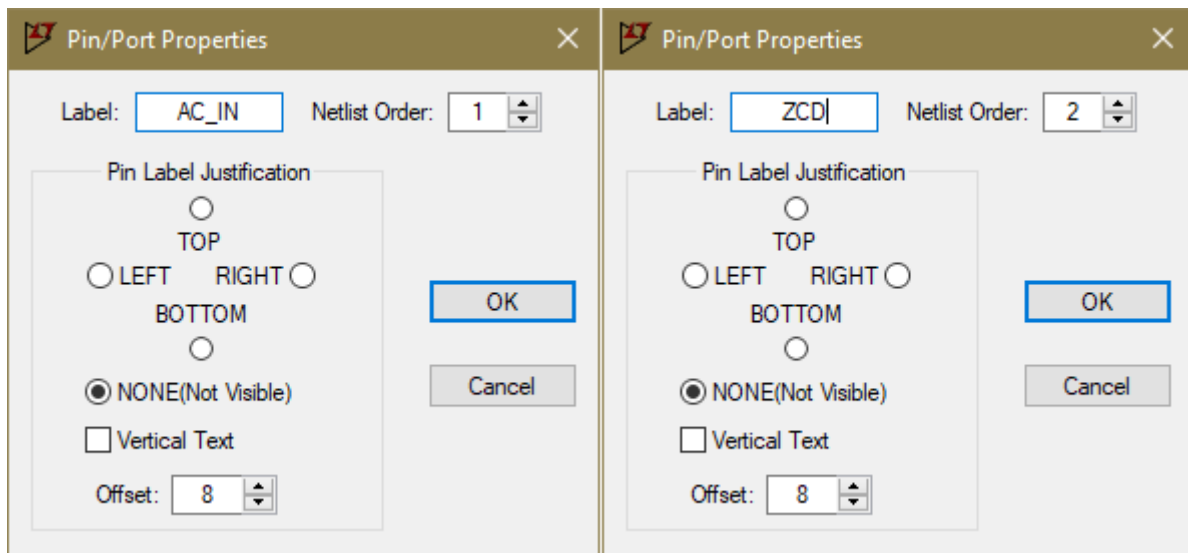 Pin/Port Properties
Label: AC_IN Netlist Order: 1
Pin Label Justification
TOP
LEFT RIGHT
BOTTOM
OK
NONE(Not Visible)
Cancel
Vertical Text
Offset: 8
Pin/Port Properties
Label: ZCD Netlist Order: 2
Pin Label Justification
TOP
LEFT RIGHT
BOTTOM
OK
NONE(Not Visible)
Cancel
Vertical Text
Offset: 8